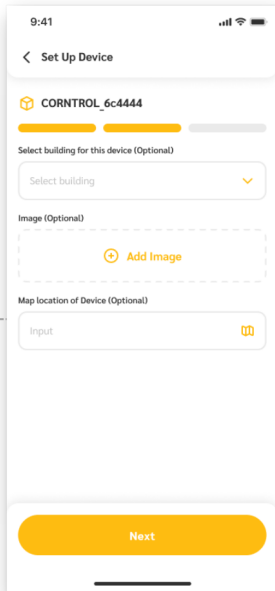 9:41
Set Up Device
CORNTROL_6c4444
Select building for this device (Optional)
Select building
Image (Optional)
Add Image
Map location of Device (Optional)
Input
Next